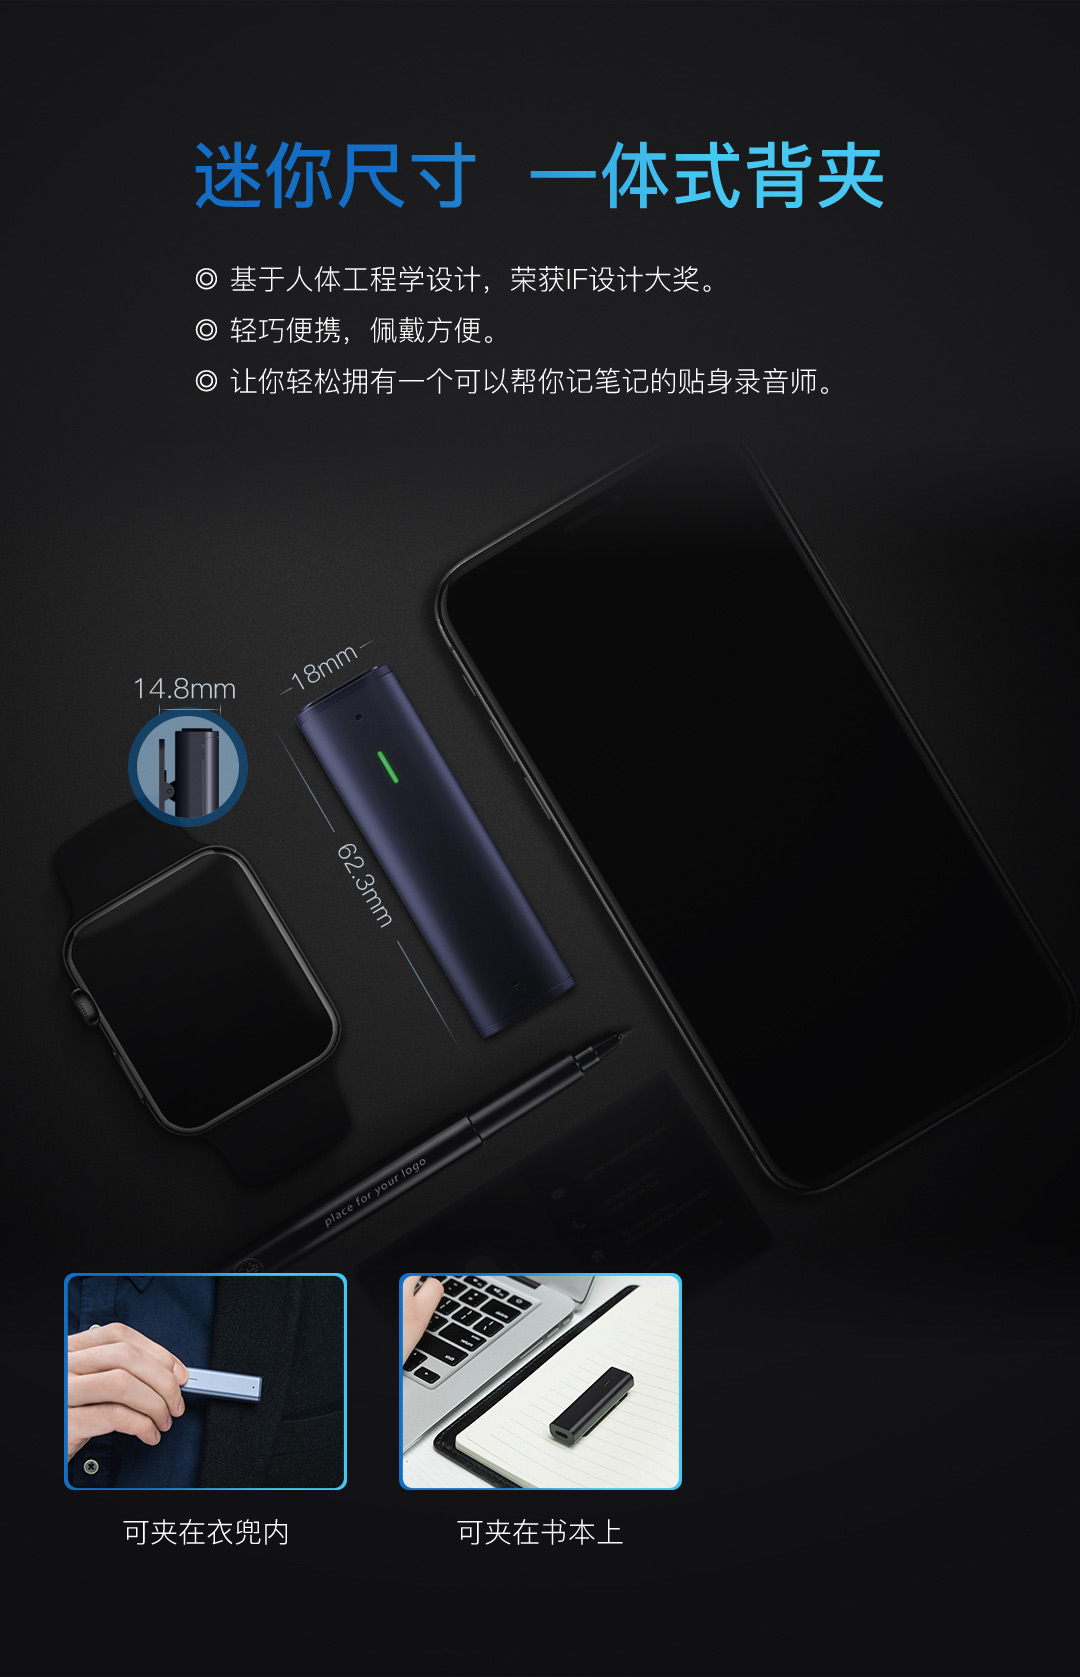 迷你尺寸 一体式背夹
◎ 基于人体工程学设计，荣获IF设计大奖。
◎ 轻巧便携，佩戴方便。
◎ 让你轻松拥有一个可以帮你记笔记的贴身录音师。
18mm
14.8mm
62.3mm
place for your logo
可夹在衣兜内
可夹在书本上